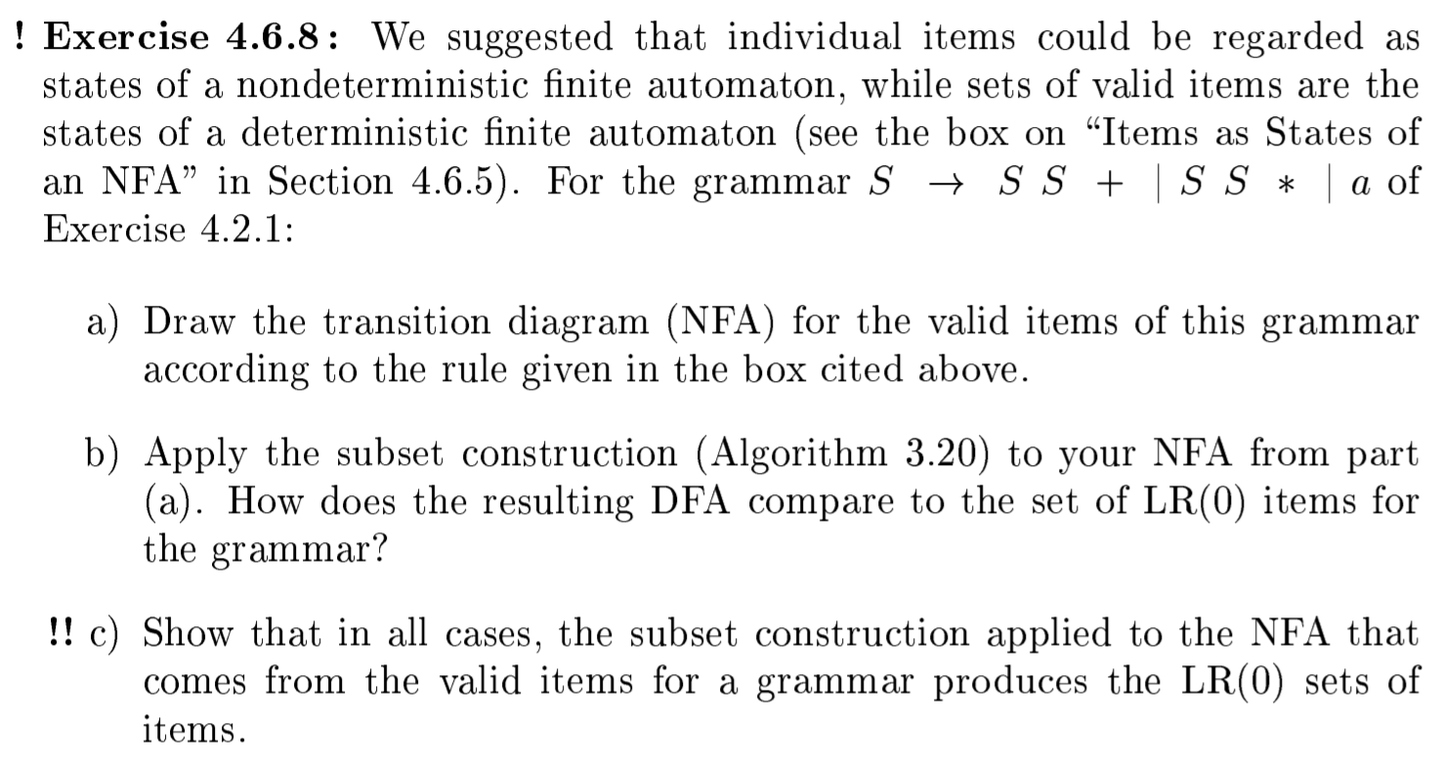 ! Exercise 4.6.8: We suggested that individual items could be regarded as
states of a nondeterministic finite automaton, while sets of valid items are the
states of a deterministic finite automaton (see the box on “Items as States of
an NFA” in Section 4.6.5). For the grammar S → S S + | S S * | a of
Exercise 4.2.1:
a) Draw the transition diagram (NFA) for the valid items of this grammar
according to the rule given in the box cited above.
b) Apply the subset construction (Algorithm 3.20) to your NFA from part
(a). How does the resulting DFA compare to the set of LR(0) items for
the grammar?
!! c) Show that in all cases, the subset construction applied to the NFA that
comes from the valid items for a grammar produces the LR(0) sets of
items.